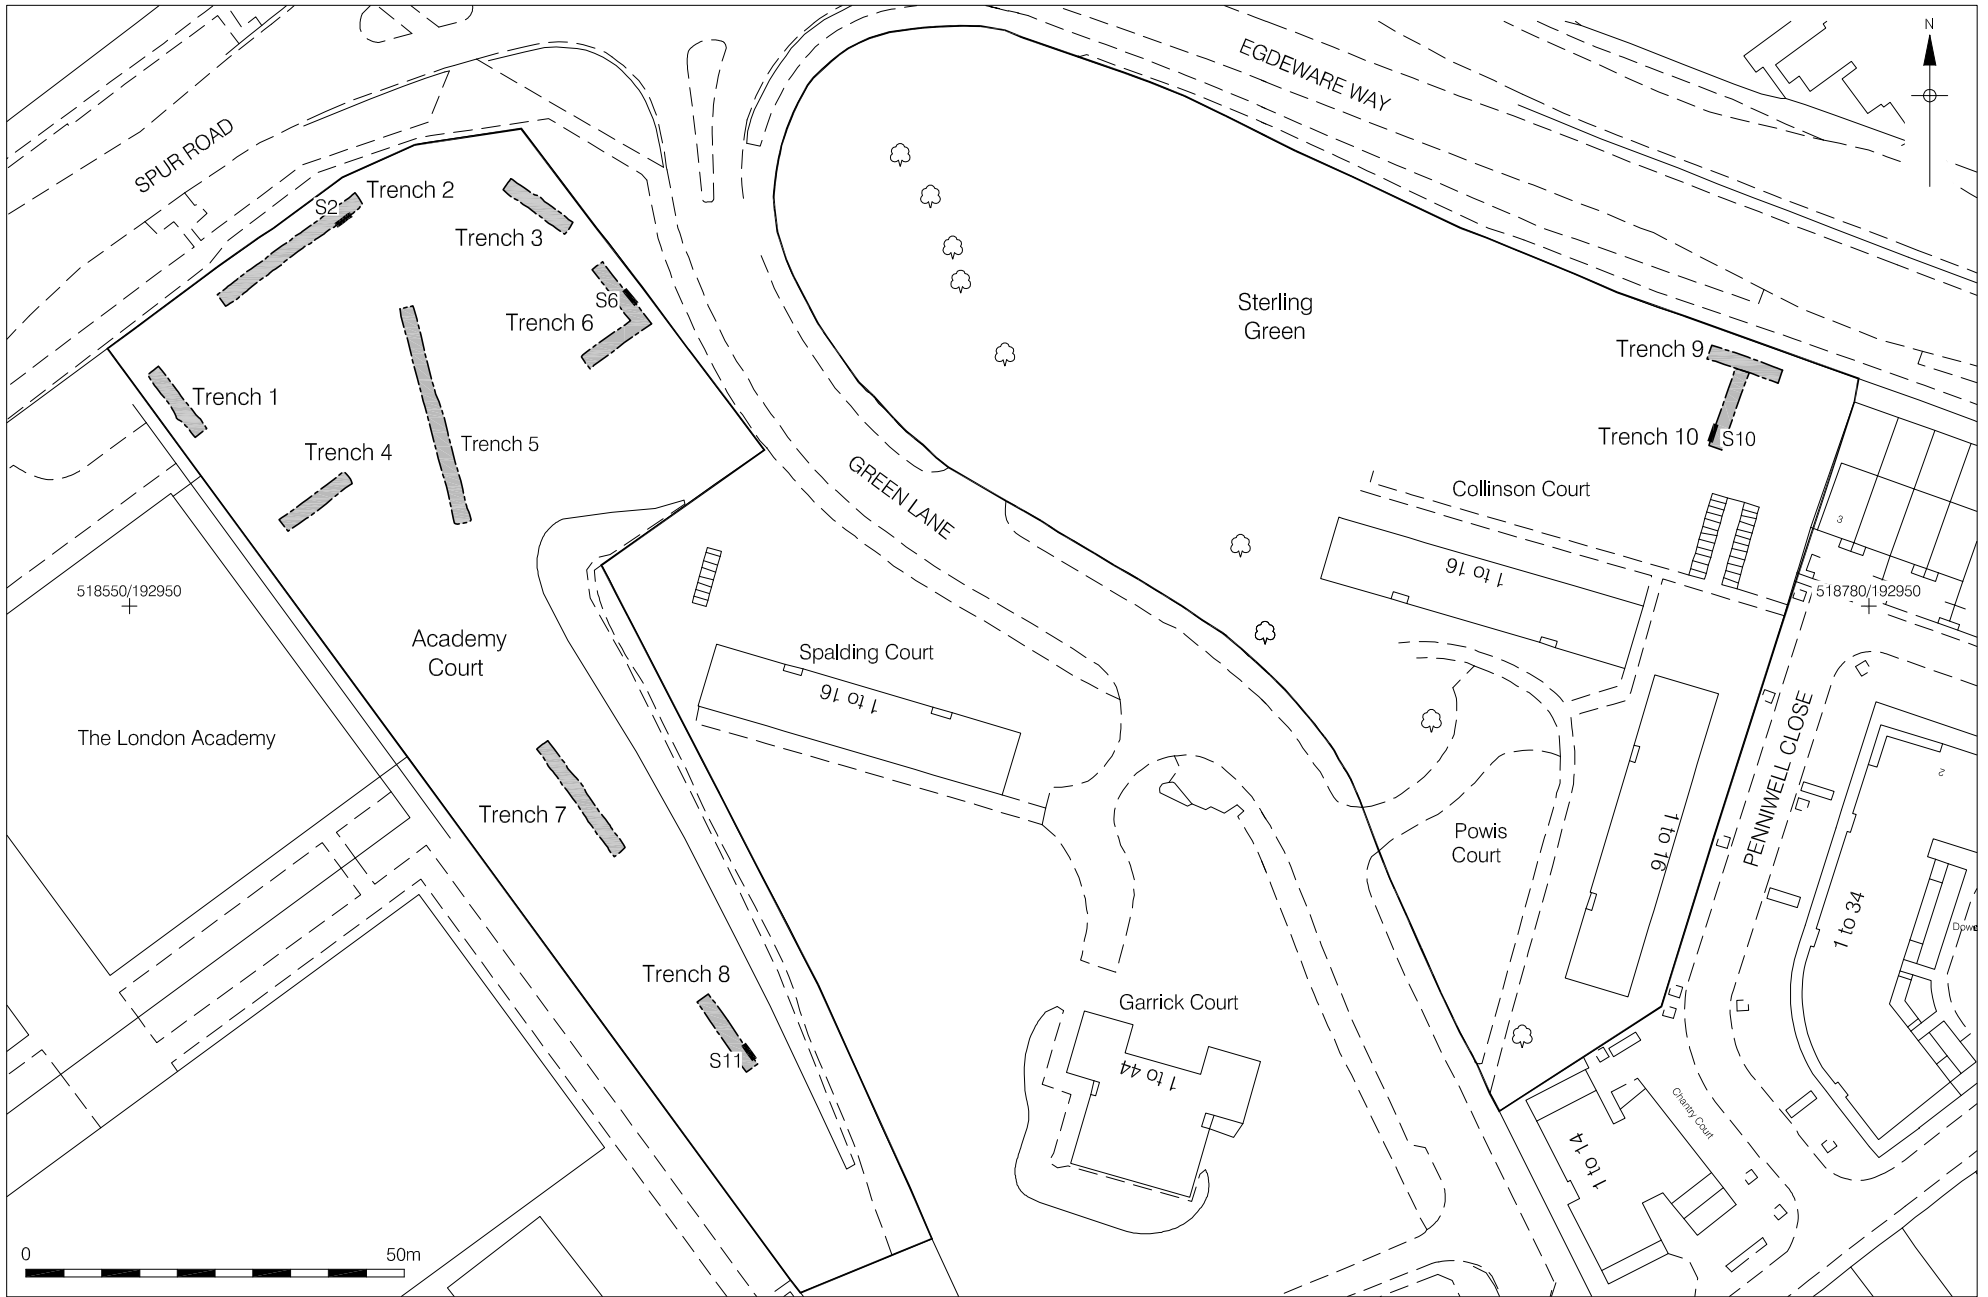 N
EGDEWARE WAY
SPUR ROAD
Trench 2
S2
Trench 3
S6
Trench 6
Sterling
Green
Trench 9
Trench 1
Trench 10
S10
Trench 5
Trench 4
GREEN LANE
Collinson Court
3
1 to 16
518550/192950
518780/192950
Academy
Court
Spalding Court
1 to 16
The London Academy
PENNIWELL CLOSE
2
Trench 7
Powis
Court
1 to 16
1 to 34
Trench 8
Garrick Court
S11
1 to 44
Chantry Court
1 to 14
0
50m